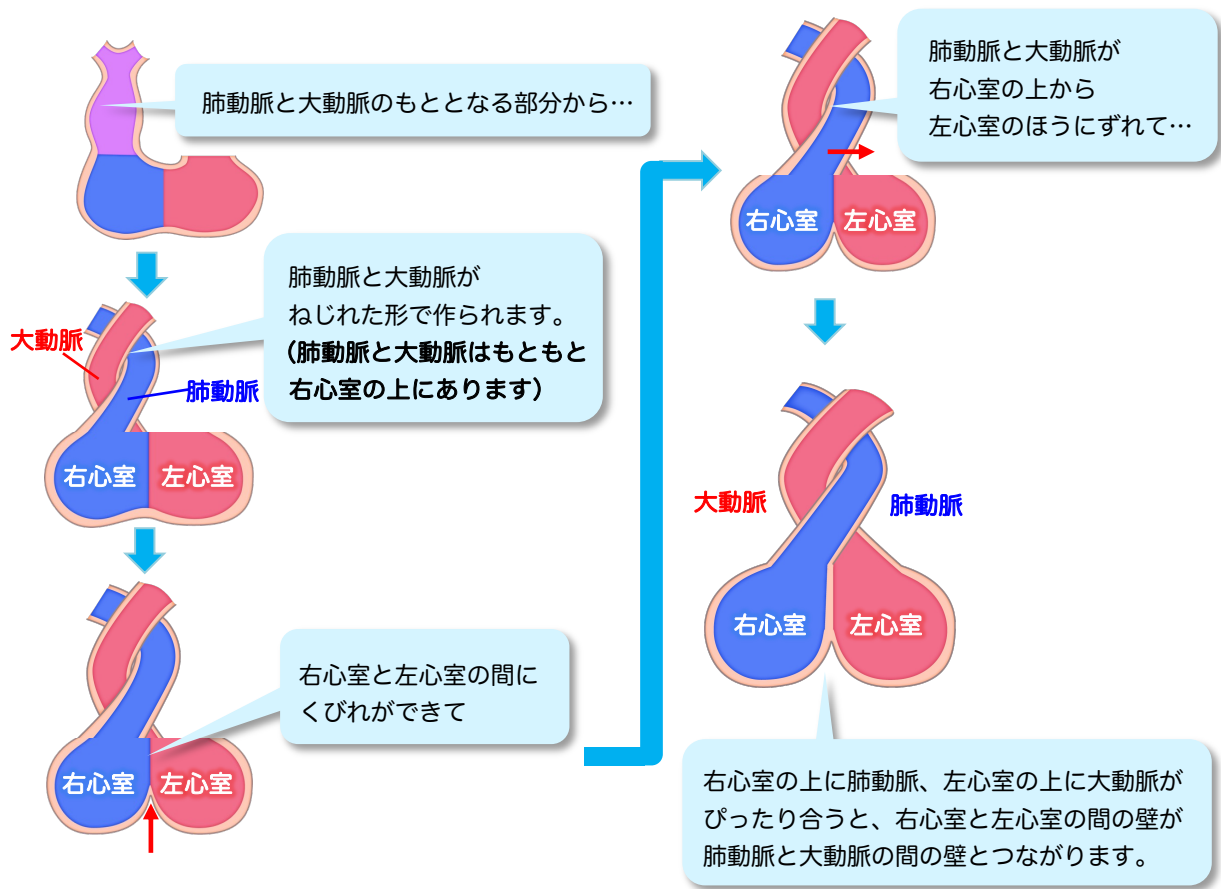 肺動脈と大動脈のもととなる部分から…
肺動脈と大動脈が
ねじれた形で作られます。
（肺動脈と大動脈はもともと
右心室の上にあります）
大動脈
肺動脈
右心室
左心室
右心室と左心室の間に
くびれができて
右心室
左心室
肺動脈と大動脈が
右心室の上から
左心室のほうにずれて…
右心室
左心室
大動脈
肺動脈
右心室
左心室
右心室の上に肺動脈、左心室の上に大動脈が
ぴったり合うと、右心室と左心室の間の壁が
肺動脈と大動脈の間の壁とつながります。